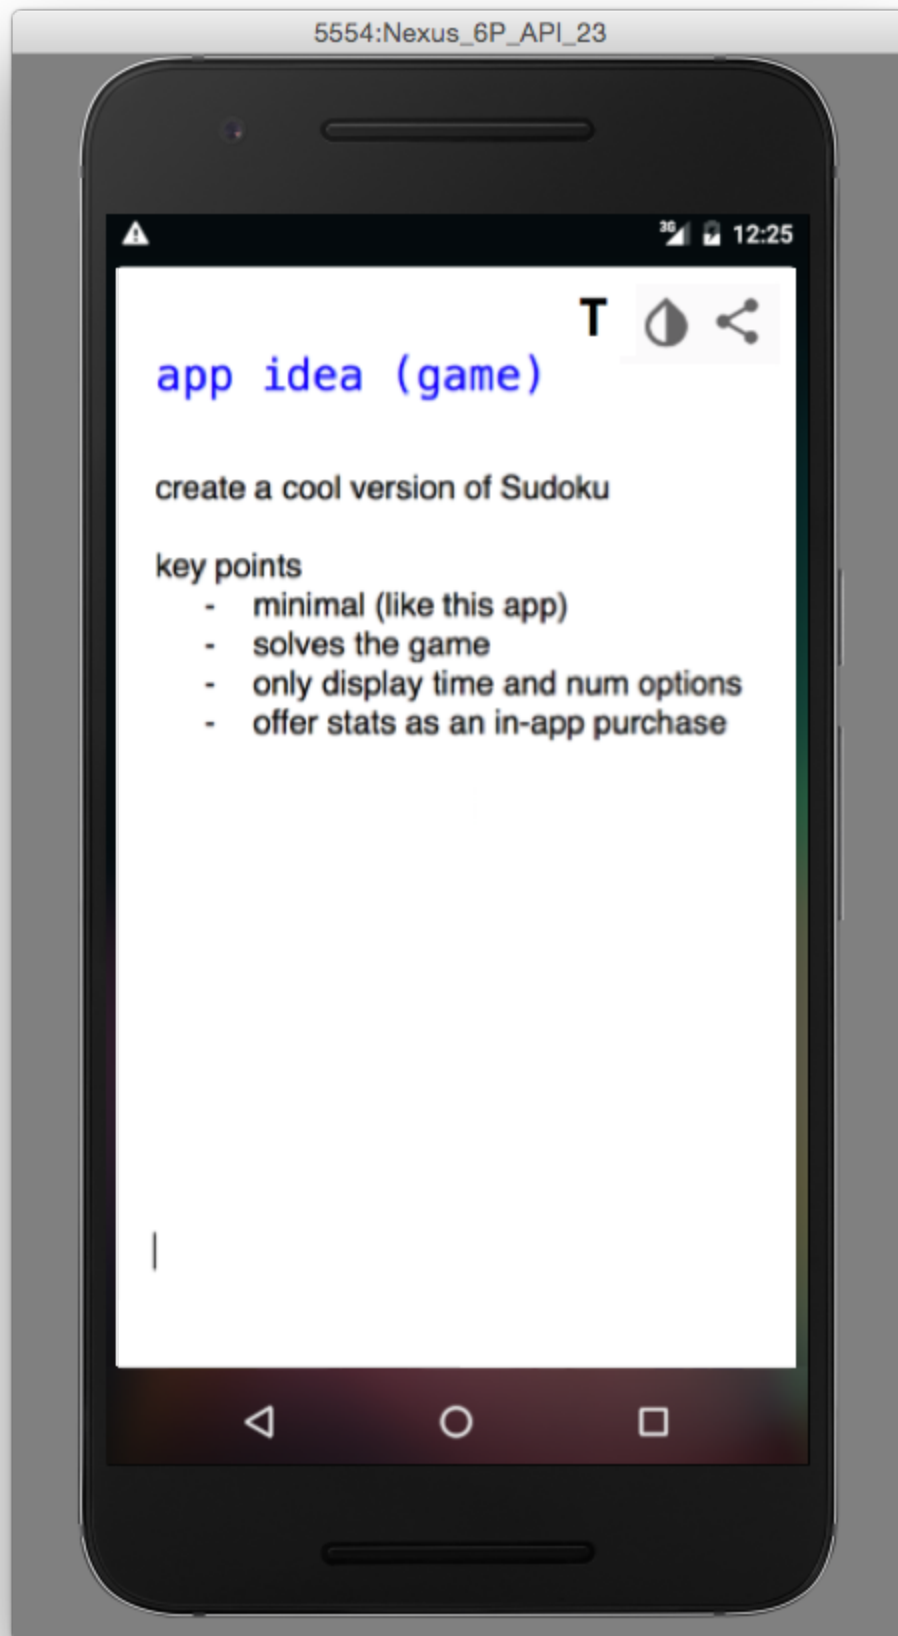 5554:Nexus_6P_API_23
3G 12:25
T
app idea (game)
create a cool version of Sudoku
key points
- minimal (like this app)
- solves the game
- only display time and num options
- offer stats as an in-app purchase